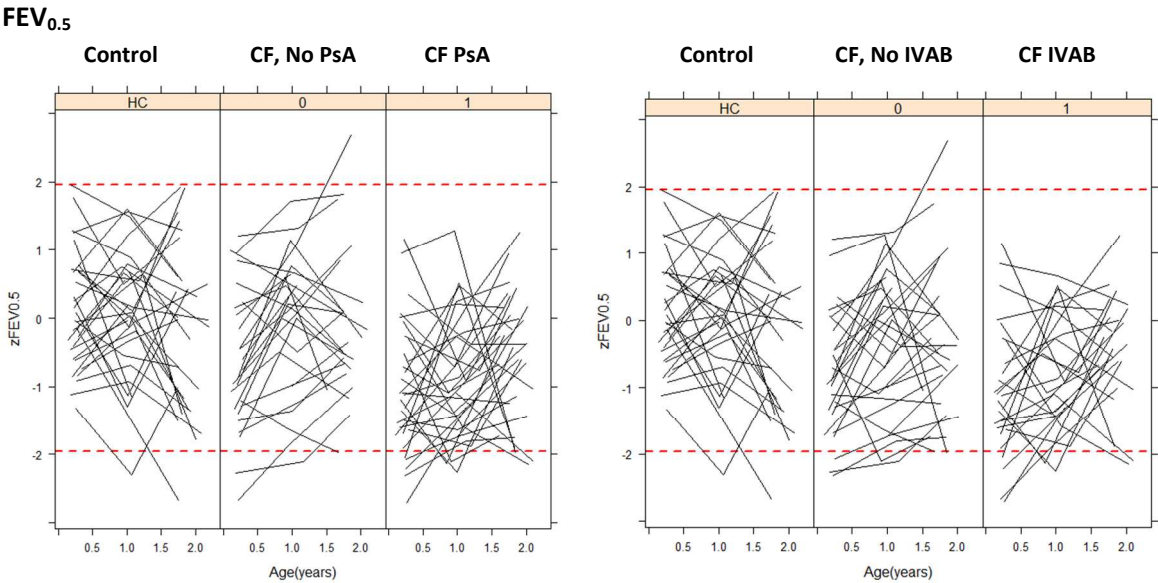 FEV0.5
Control CF, No PsA CF PsA
HC 0 1
zFEV0.5
2
1
0
-1
-2
0.5 1.0 1.5 2.0 0.5 1.0 1.5 2.0 0.5 1.0 1.5 2.0
Age(years)
Control CF, No IVAB CF IVAB
HC 0 1
zFEV0.5
2
1
0
-1
-2
0.5 1.0 1.5 2.0 0.5 1.0 1.5 2.0 0.5 1.0 1.5 2.0
Age(years)